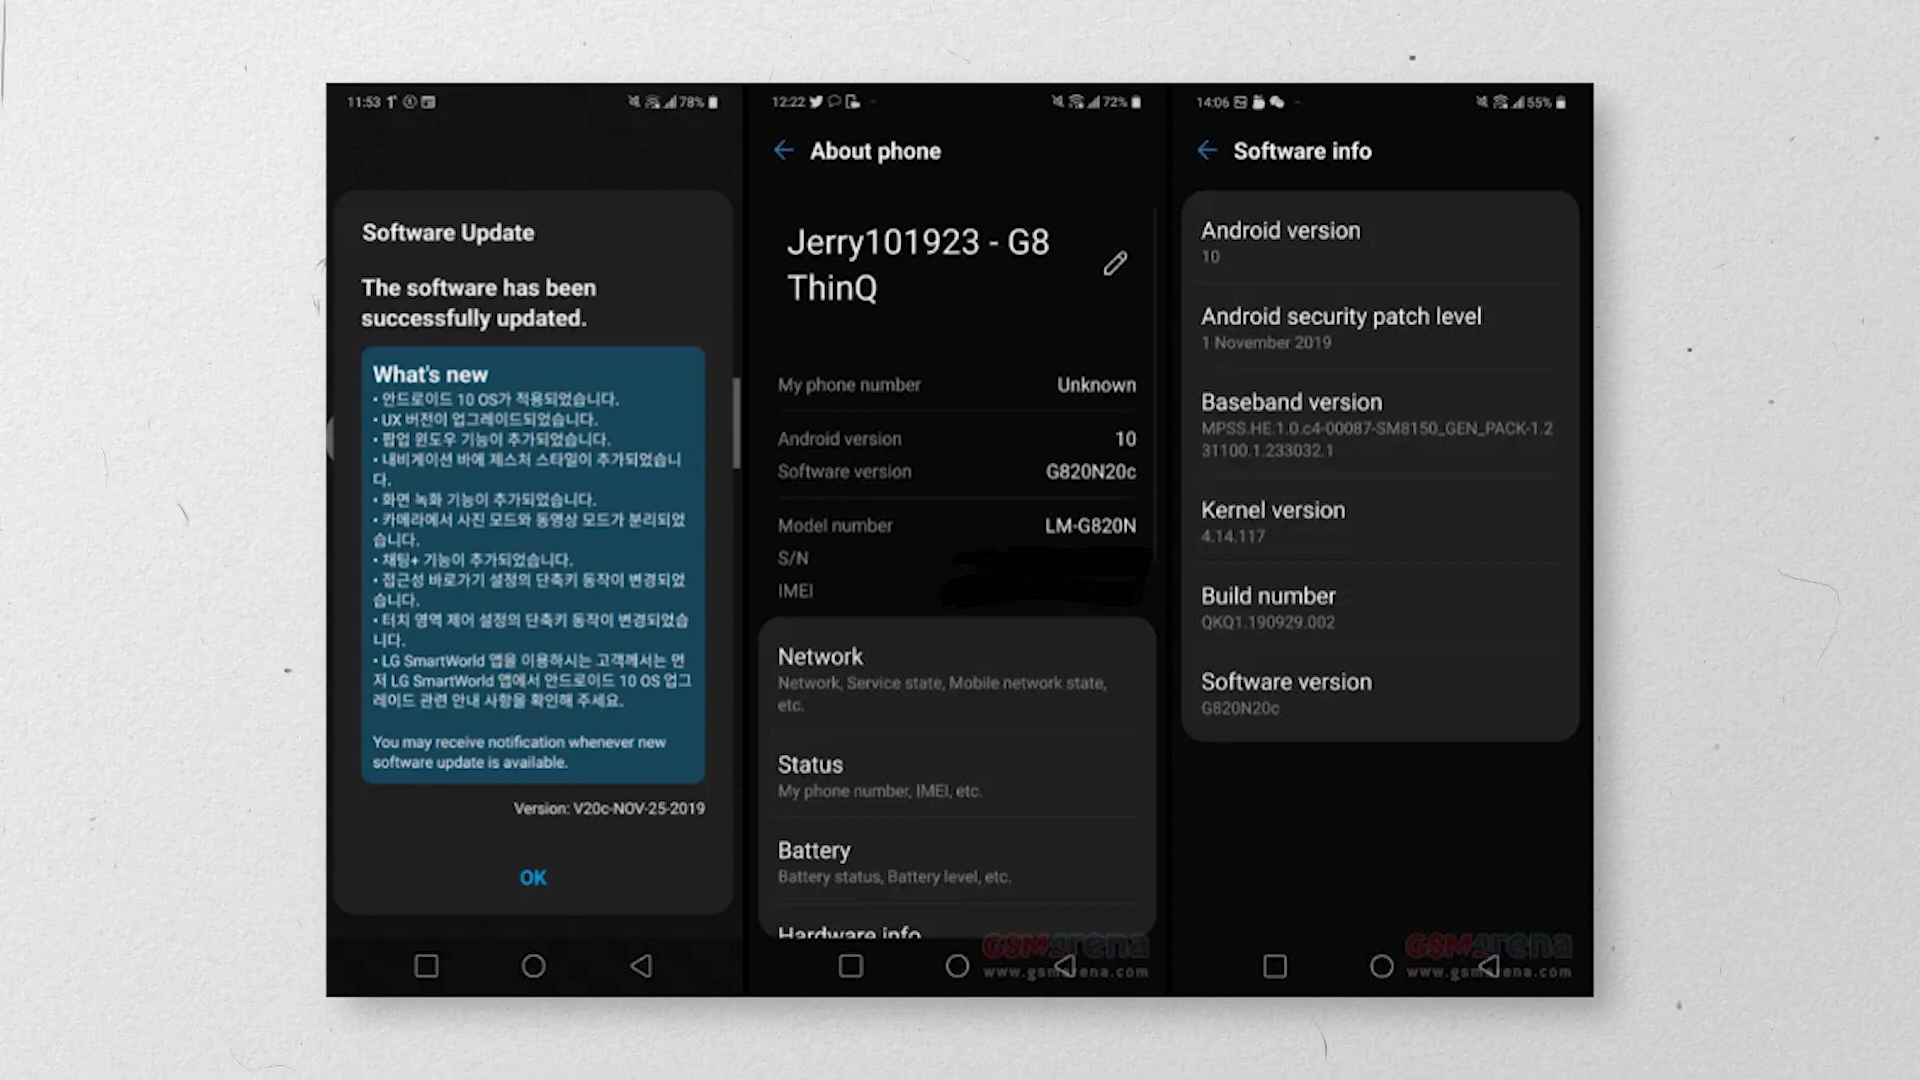 11:53
78%
Software Update
The software has been
successfully updated.
What's new
• 안드로이드 10 OS가 적용되었습니다.
• UX 버전이 업그레이드되었습니다.
• 팝업 윈도우 기능이 추가되었습니다.
• 내비게이션 바에 제스처 스타일이 추가되었습니
다.
• 화면 녹화 기능이 추가되었습니다.
• 카메라에서 사진 모드와 동영상 모드가 분리되었
습니다.
• 채팅+ 기능이 추가되었습니다.
• 접근성 바로가기 설정의 단축키 동작이 변경되었
습니다.
• 터치 영역 제어 설정의 단축키 동작이 변경되었습
니다.
• LG SmartWorld 앱을 이용하시는 고객께서는 먼
저 LG SmartWorld 앱에서 안드로이드 10 OS 업그
레이드 관련 안내 사항을 확인해 주세요.
You may receive notification whenever new
software update is available.
Version: V20c-NOV-25-2019
OK
12:22
72%
About phone
Jerry101923 - G8
ThinQ
My phone number Unknown
Android version 10
Software version G820N20c
Model number LM-G820N
S/N
IMEI
Network
Network, Service state, Mobile network state,
etc.
Status
My phone number, IMEI, etc.
Battery
Battery status, Battery level, etc.
Hardware info
GSMarena
www.gsmarena.com
14:06
55%
Software info
Android version
10
Android security patch level
1 November 2019
Baseband version
MPSS.HE.1.0.c4-00087-SM8150_GEN_PACK-1.2
31100.1.233032.1
Kernel version
4.14.117
Build number
QKQ1.190929.002
Software version
G820N20c
GSMarena
www.gsmarena.com